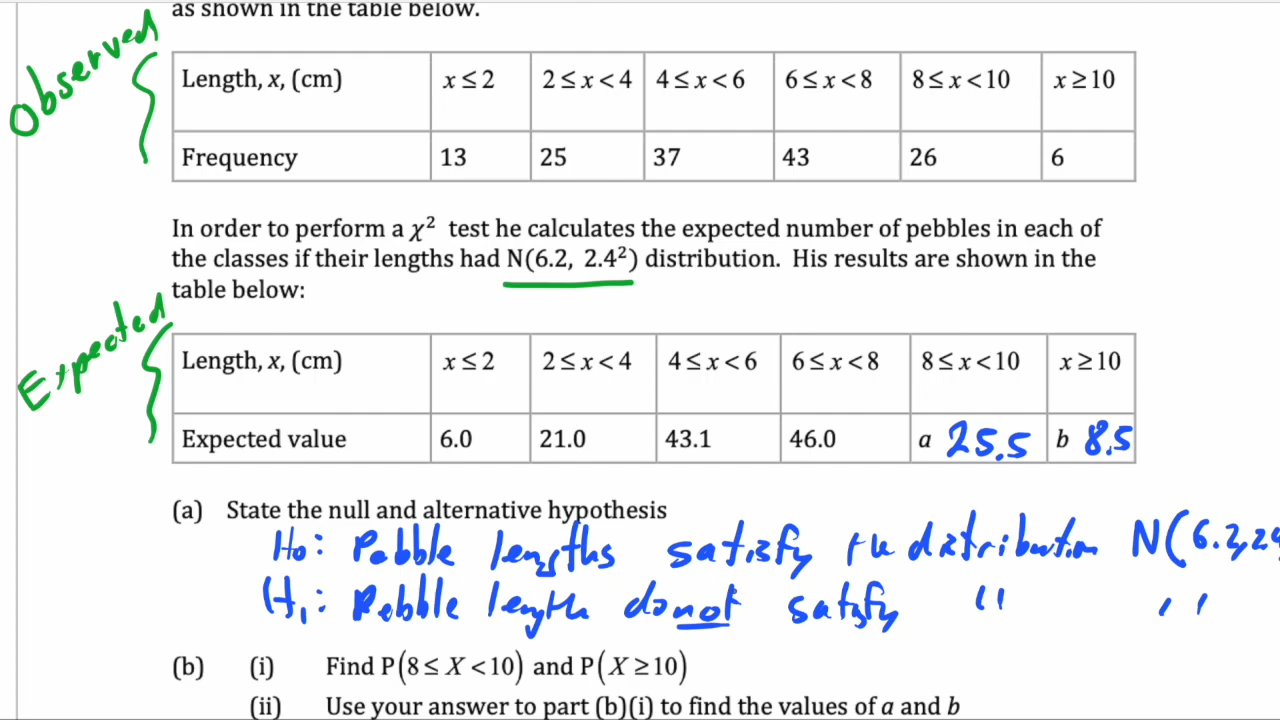 as shown in the table below.
Observed
Length, x, (cm) x ≤ 2 2 ≤ x < 4 4 ≤ x < 6 6 ≤ x < 8 8 ≤ x < 10 x ≥ 10
Frequency 13 25 37 43 26 6
In order to perform a χ² test he calculates the expected number of pebbles in each of
the classes if their lengths had N(6.2, 2.4²) distribution. His results are shown in the
table below:
Expected
Length, x, (cm) x ≤ 2 2 ≤ x < 4 4 ≤ x < 6 6 ≤ x < 8 8 ≤ x < 10 x ≥ 10
Expected value 6.0 21.0 43.1 46.0 a 25.5 b 8.5
(a) State the null and alternative hypothesis
H₀: Pebble lengths satisfy the distribution N(6.2,
H₁: Pebble length do not satisfy " "
(b) (i) Find P(8 ≤ X < 10) and P(X ≥ 10)
(ii) Use your answer to part (b)(i) to find the values of a and b